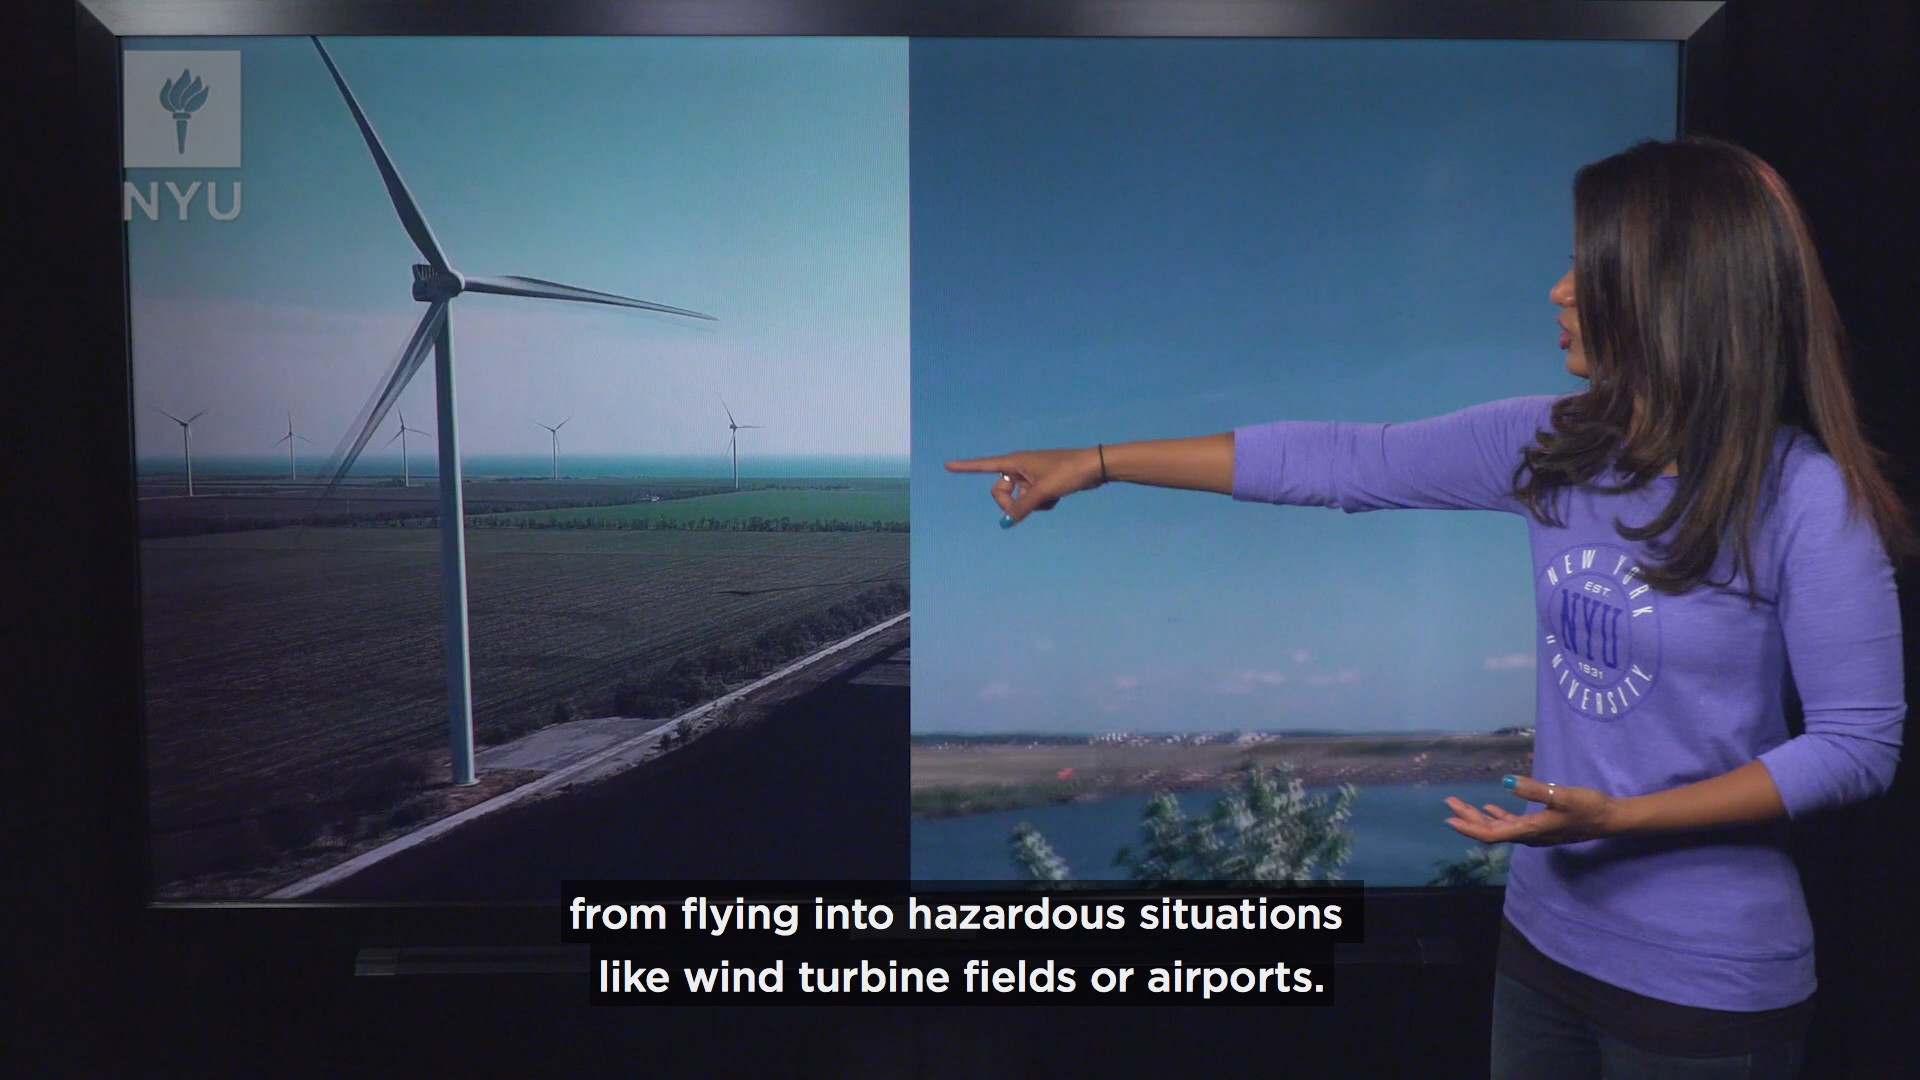 NYU
NEW YORK
EST.
NYU
1831
UNIVERSITY
from flying into hazardous situations
like wind turbine fields or airports.